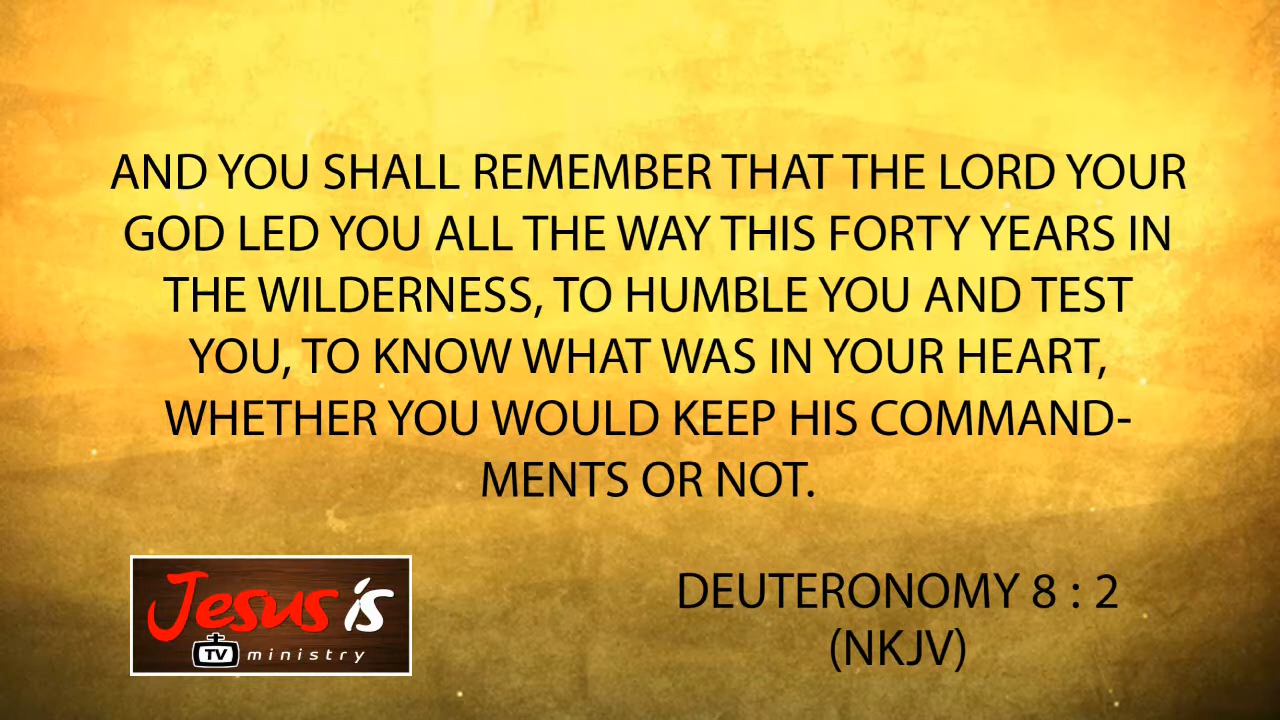 AND YOU SHALL REMEMBER THAT THE LORD YOUR
GOD LED YOU ALL THE WAY THIS FORTY YEARS IN
THE WILDERNESS, TO HUMBLE YOU AND TEST
YOU, TO KNOW WHAT WAS IN YOUR HEART,
WHETHER YOU WOULD KEEP HIS COMMAND-
MENTS OR NOT.
DEUTERONOMY 8 : 2
(NKJV)
Jesus is
TV ministry